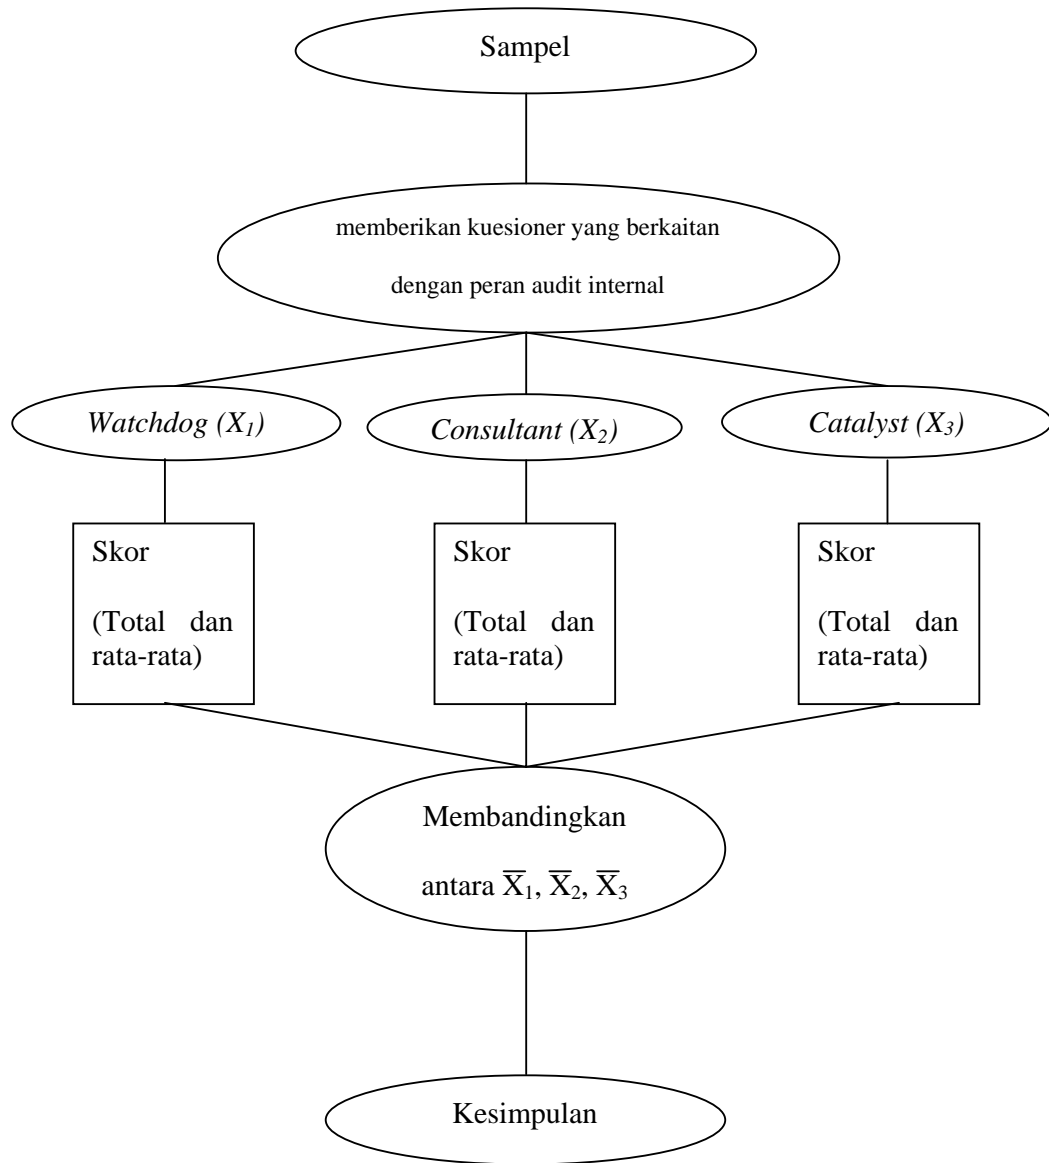 Sampel
memberikan kuesioner yang berkaitan
dengan peran audit internal
Watchdog (X₁)
Consultant (X₂)
Catalyst (X₃)
Skor
(Total dan
rata-rata)
Skor
(Total dan
rata-rata)
Skor
(Total dan
rata-rata)
Membandingkan
antara X̅₁, X̅₂, X̅₃
Kesimpulan